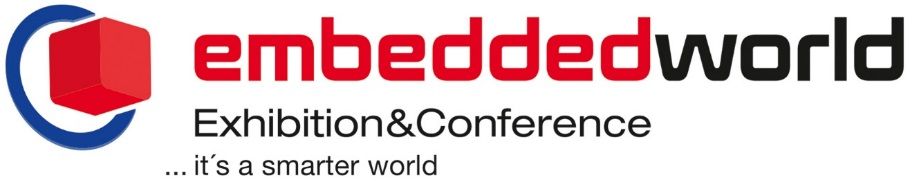 embeddedworld
Exhibition&Conference
... it´s a smarter world